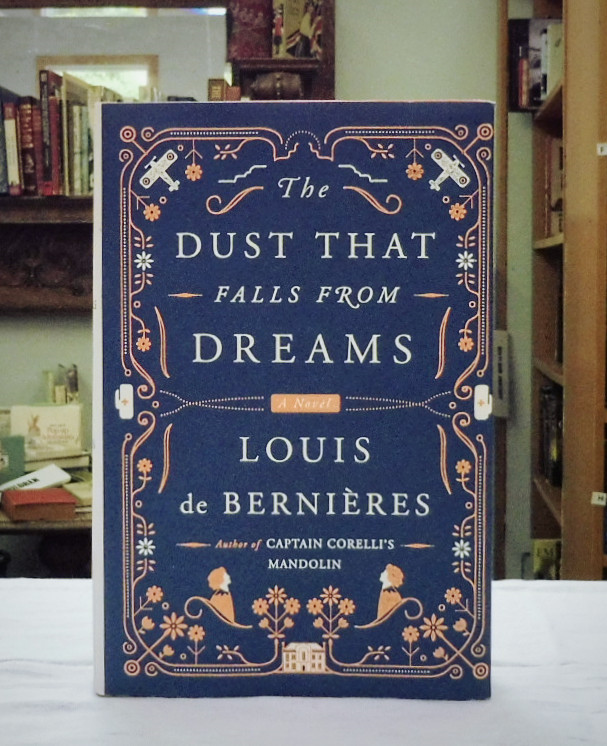 The
DUST THAT
FALLS FROM
DREAMS
A Novel
LOUIS
de BERNIÈRES
Author of CAPTAIN CORELLI'S
MANDOLIN